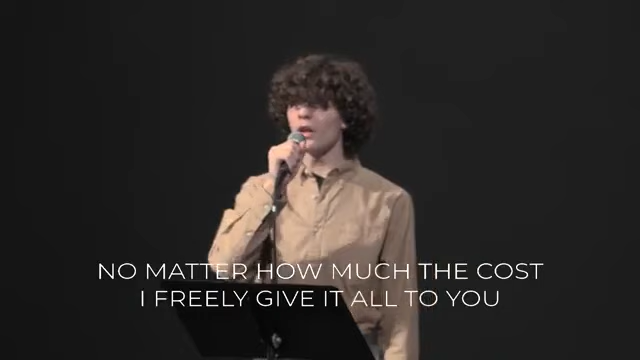 NO MATTER HOW MUCH THE COST
I FREELY GIVE IT ALL TO YOU